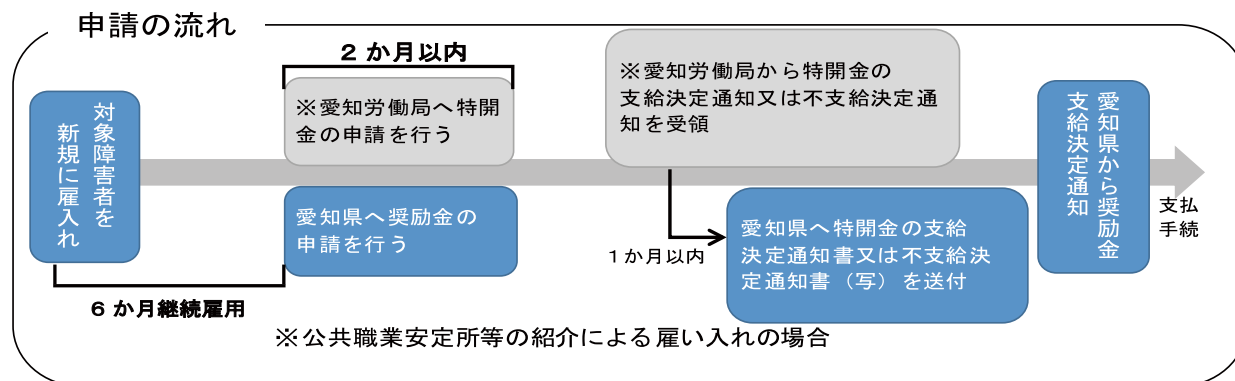 申請の流れ
2 か月以内
対象障害者を
新規に雇入れ
※愛知労働局へ特開
金の申請を行う
愛知県へ奨励金の
申請を行う
6 か月継続雇用
※愛知労働局から特開金の
支給決定通知又は不支給決定通
知を受領
1か月以内
愛知県へ特開金の支給
決定通知書又は不支給決
定通知書（写）を送付
愛知県から奨励金
支給決定通知
支払
手続
※公共職業安定所等の紹介による雇い入れの場合